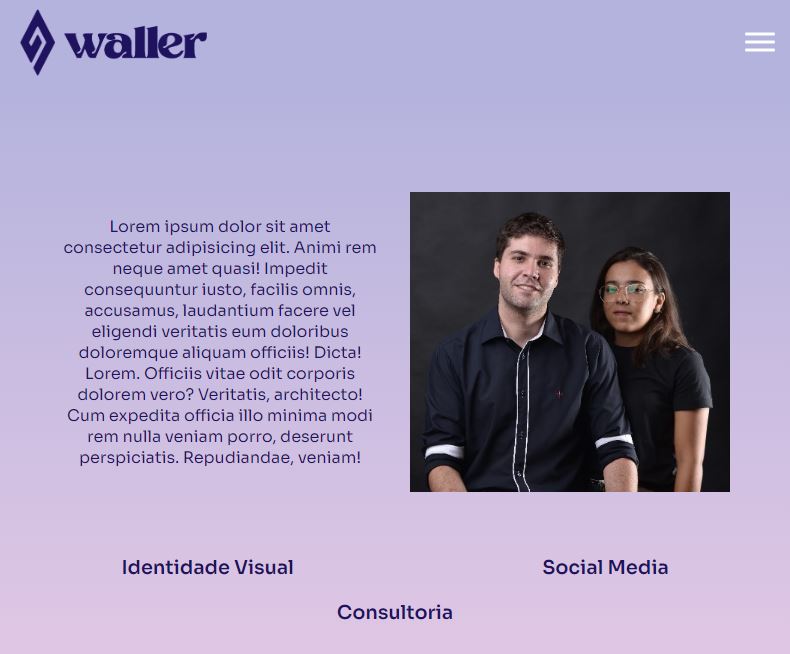 waller
Lorem ipsum dolor sit amet
consectetur adipisicing elit. Animi rem
neque amet quasi! Impedit
consequuntur iusto, facilis omnis,
accusamus, laudantium facere vel
eligendi veritatis eum doloribus
doloremque aliquam officiis! Dicta!
Lorem. Officiis vitae odit corporis
dolorem vero? Veritatis, architecto!
Cum expedita officia illo minima modi
rem nulla veniam porro, deserunt
perspiciatis. Repudiandae, veniam!
Identidade Visual
Social Media
Consultoria